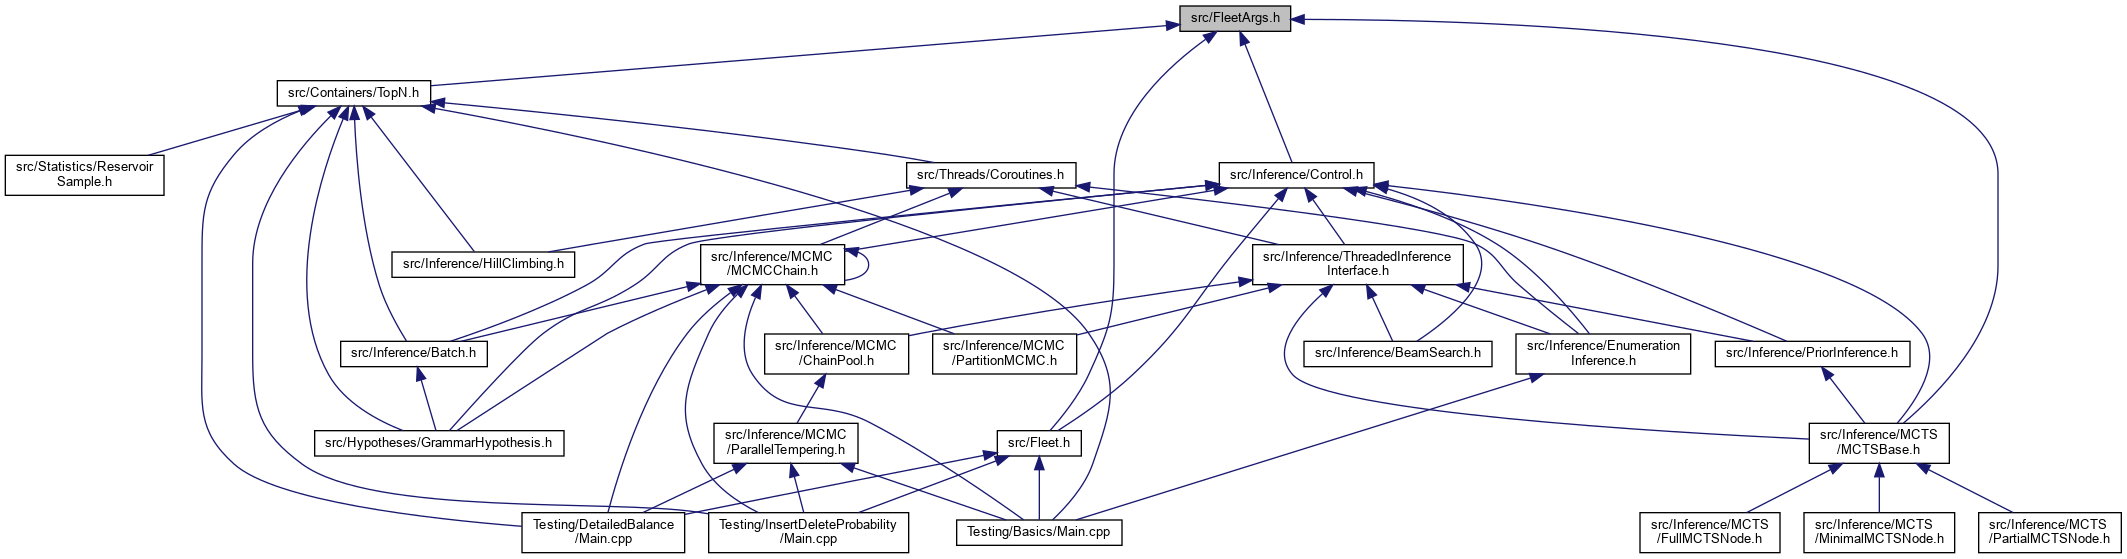 src/FleetArgs.h
src/Containers/TopN.h
src/Statistics/Reservoir
Sample.h
src/Threads/Coroutines.h
src/Inference/Control.h
src/Inference/HillClimbing.h
src/Inference/MCMC
/MCMCChain.h
src/Inference/ThreadedInference
Interface.h
src/Inference/Batch.h
src/Inference/MCMC
/ChainPool.h
src/Inference/MCMC
/PartitionMCMC.h
src/Inference/BeamSearch.h
src/Inference/Enumeration
Inference.h
src/Inference/PriorInference.h
src/Hypotheses/GrammarHypothesis.h
src/Inference/MCMC
/ParallelTempering.h
src/Fleet.h
src/Inference/MCTS
/MCTSBase.h
Testing/DetailedBalance
/Main.cpp
Testing/InsertDeleteProbability
/Main.cpp
Testing/Basics/Main.cpp
src/Inference/MCTS
/FullMCTSNode.h
src/Inference/MCTS
/MinimalMCTSNode.h
src/Inference/MCTS
/PartialMCTSNode.h